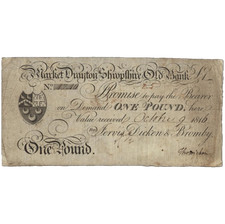 Market Drayton Shropshire Old Bank £1
No.
I Promise to pay the Bearer
on Demand ONE POUND, here
Value received October 9 1816
Jervis, Dicken &
One Pound.